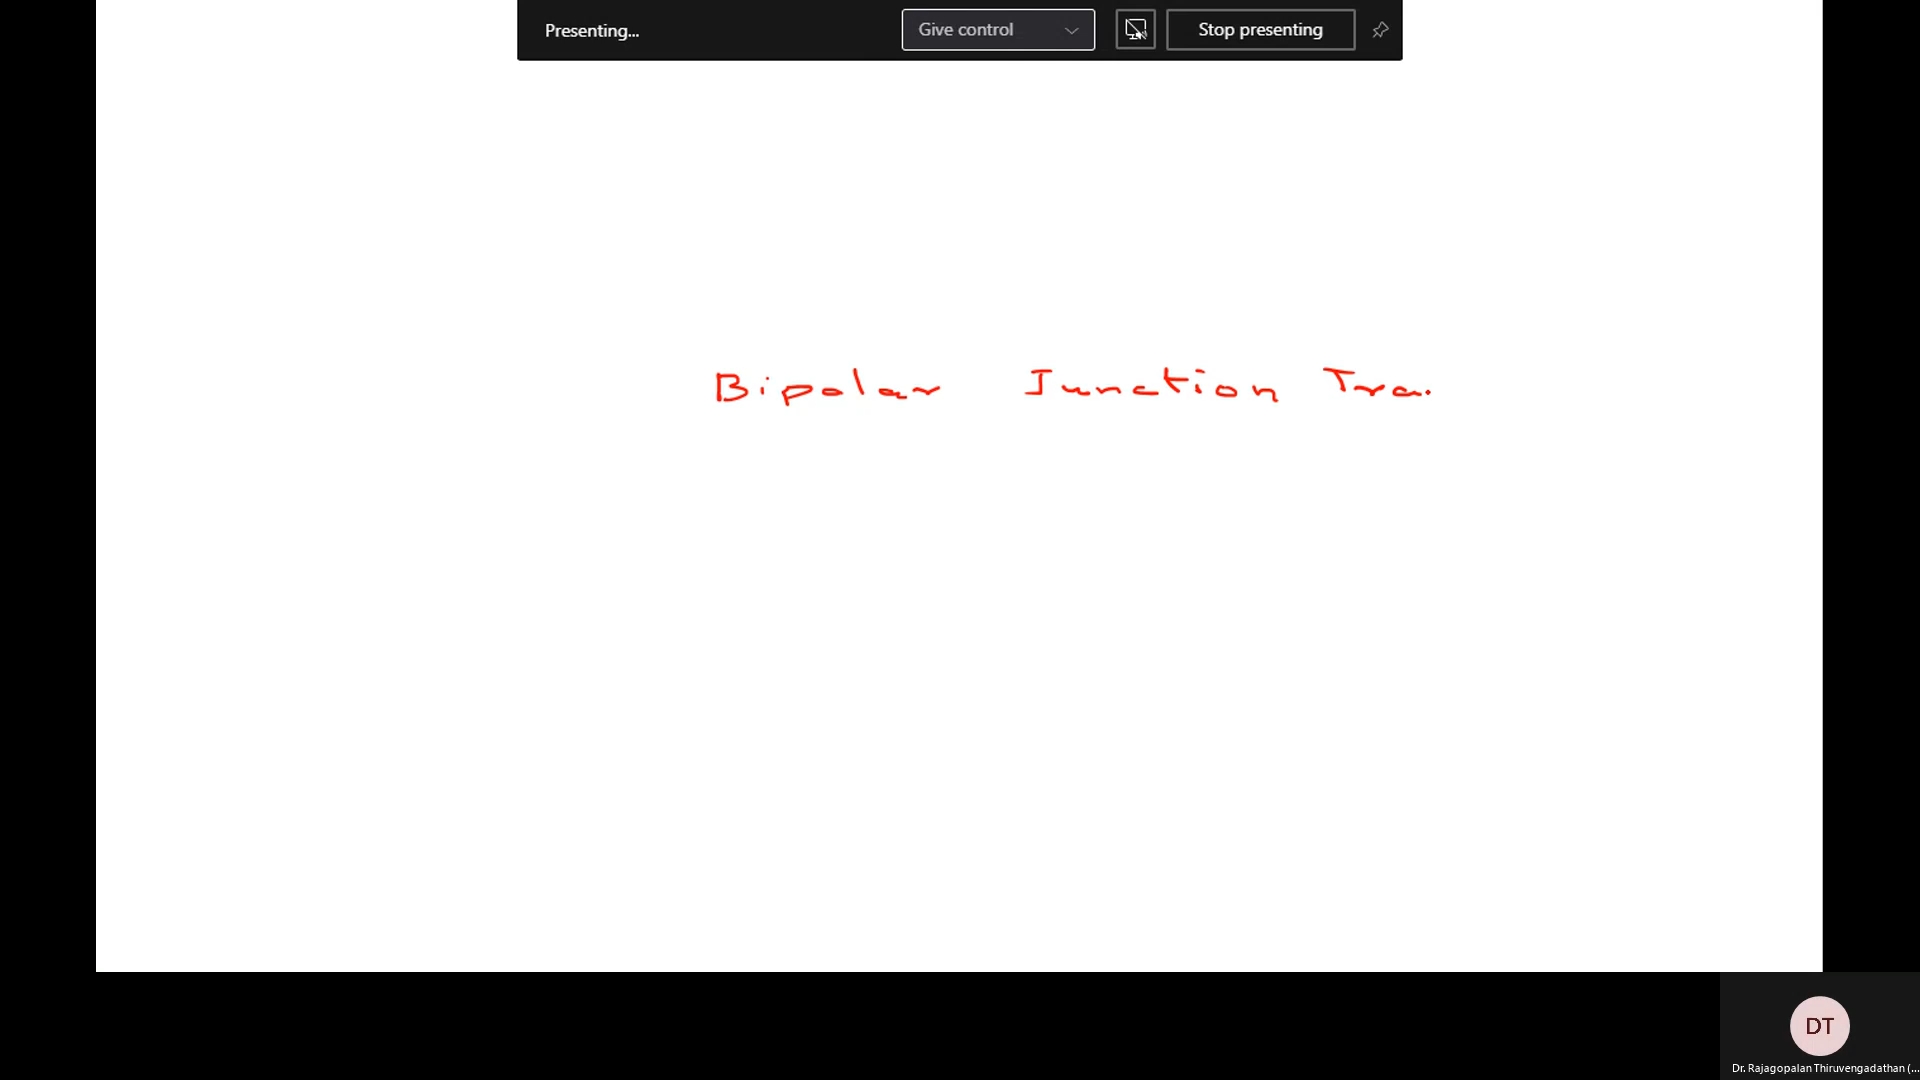 Presenting...
Give control
Stop presenting
Bipolar Junction Tra.
DT
Dr. Rajagopalan Thiruvengadathan (...